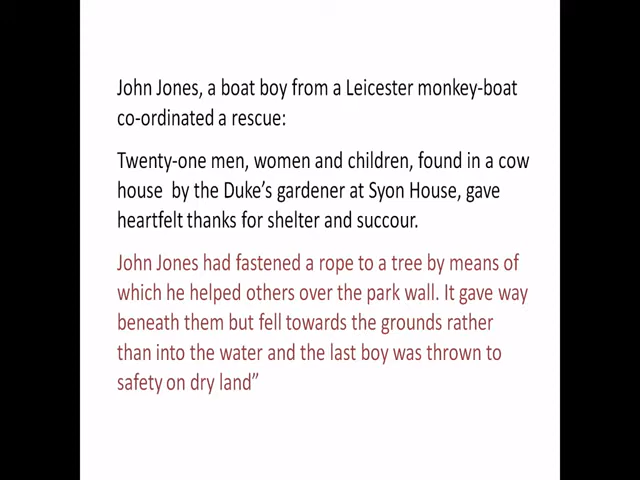 John Jones, a boat boy from a Leicester monkey-boat
co-ordinated a rescue:
Twenty-one men, women and children, found in a cow
house by the Duke’s gardener at Syon House, gave
heartfelt thanks for shelter and succour.
John Jones had fastened a rope to a tree by means of
which he helped others over the park wall. It gave way
beneath them but fell towards the grounds rather
than into the water and the last boy was thrown to
safety on dry land”